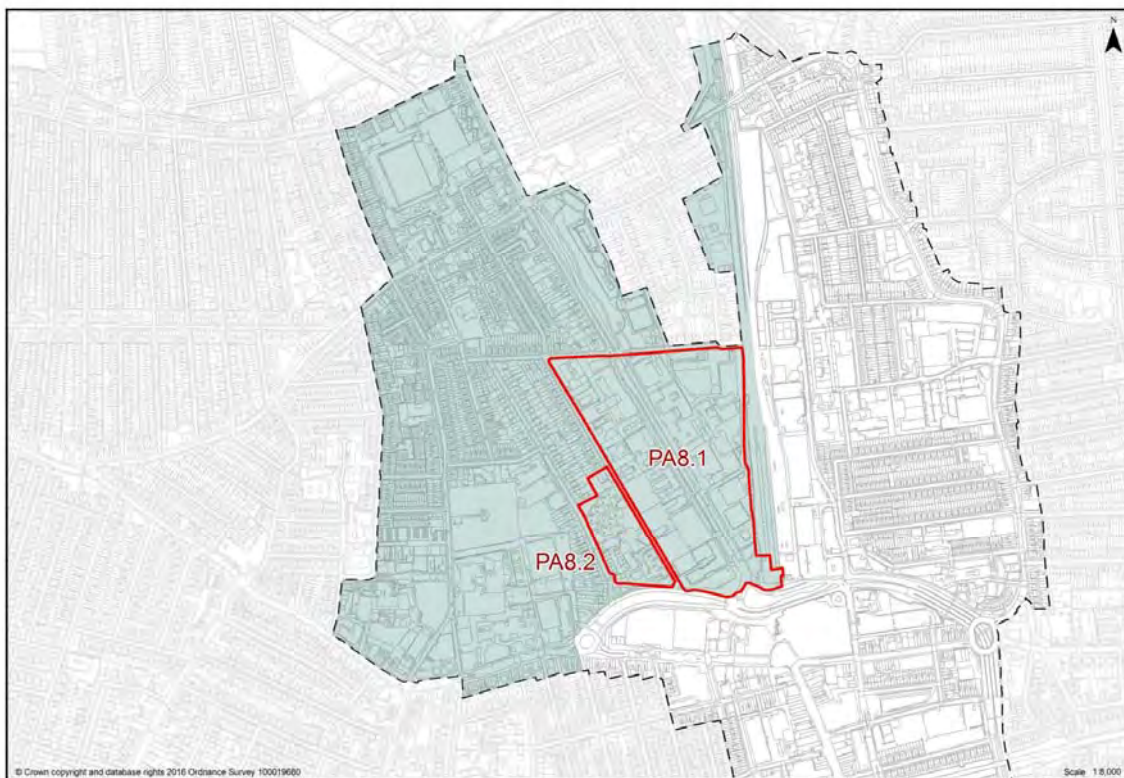 N
PA8.1
PA8.2
© Crown copyright and database rights 2016 Ordnance Survey 100019680
Scale 1:8,000